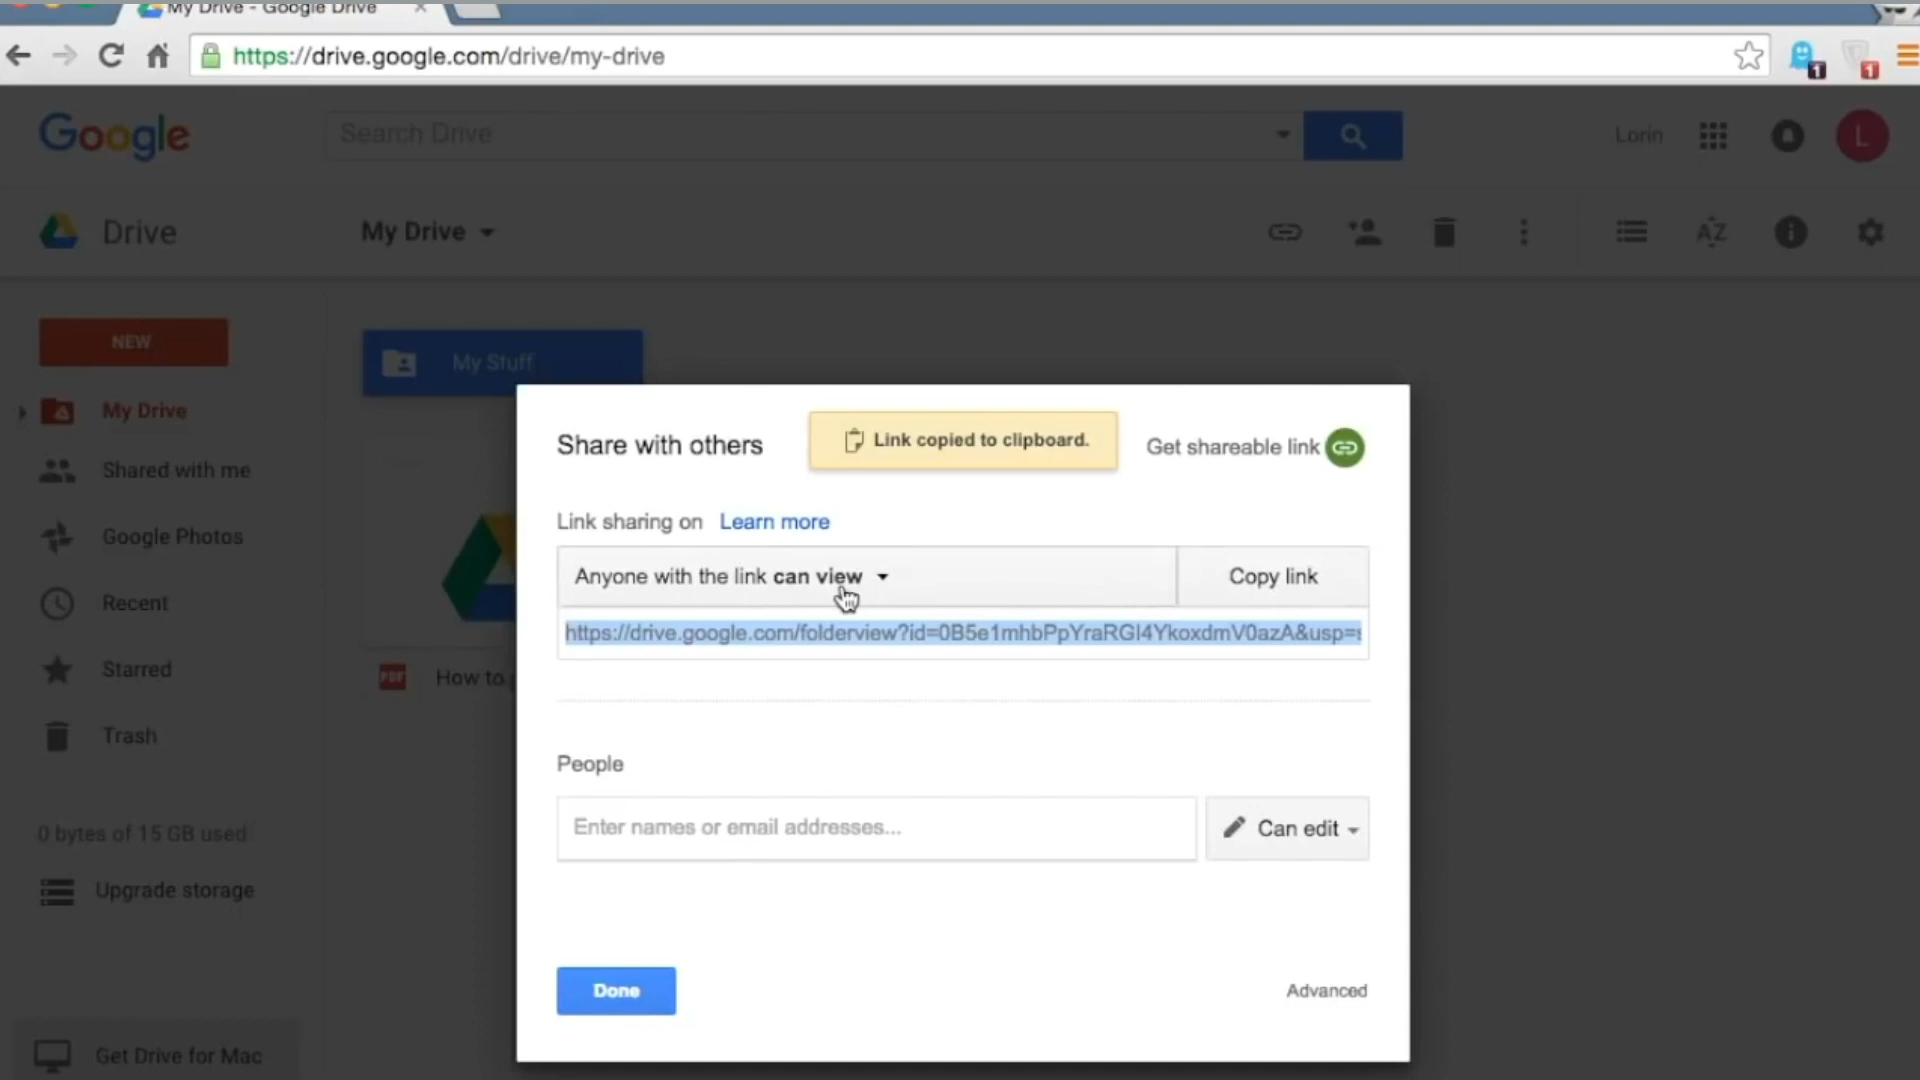 My Drive - Google Drive
https://drive.google.com/drive/my-drive
1
1
Google
Search Drive
Lorin
L
Drive
My Drive
AZ
NEW
My Stuff
My Drive
Shared with me
Google Photos
Recent
Starred
Trash
0 bytes of 15 GB used
Upgrade storage
Get Drive for Mac
PDF
How to
Share with others
Link copied to clipboard.
Get shareable link
Link sharing on Learn more
Anyone with the link can view
Copy link
https://drive.google.com/folderview?id=0B5e1mhbPpYraRGl4YkoxdmV0azA&usp=s
People
Enter names or email addresses...
Can edit
Done
Advanced